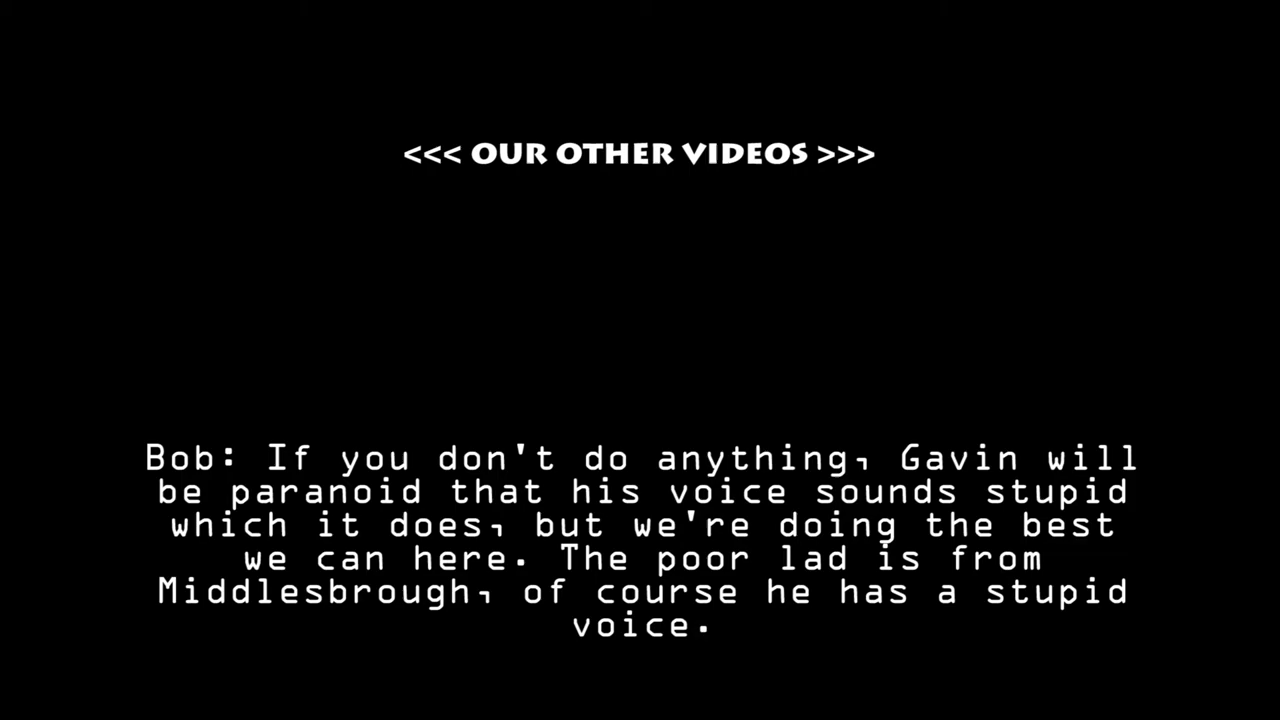 <<< OUR OTHER VIDEOS >>>
Bob: If you don't do anything, Gavin will
be paranoid that his voice sounds stupid
which it does, but we're doing the best
we can here. The poor lad is from
Middlesbrough, of course he has a stupid
voice.